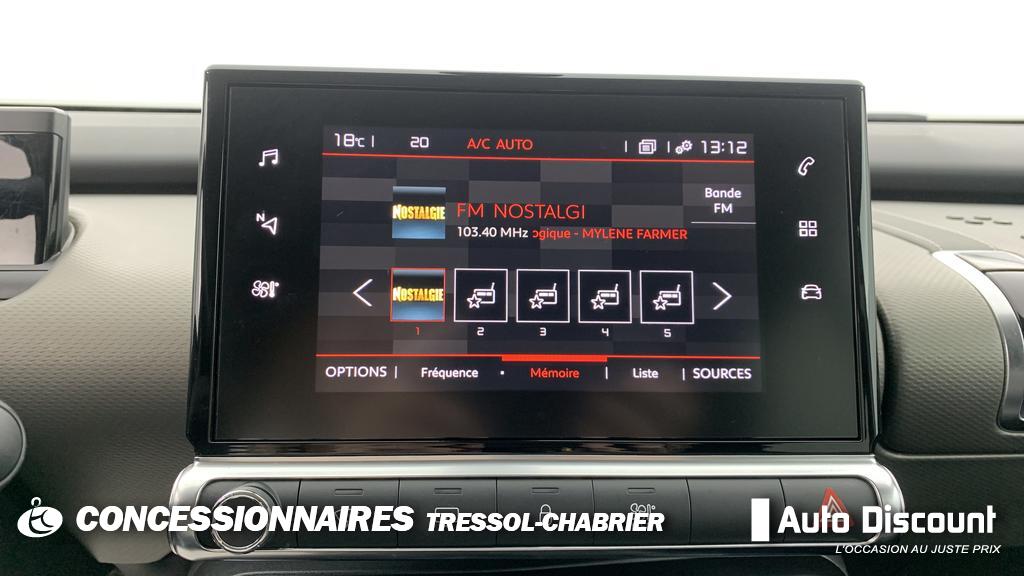 18°C | 20 A/C AUTO | | 13:12
N
Bande
FM
NOSTALGIE
FM NOSTALGI
103.40 MHz ogique - MYLENE FARMER
NOSTALGIE
1 2 3 4 5
OPTIONS | Fréquence • Mémoire | Liste | SOURCES
CONCESSIONNAIRES TRESSOL-CHABRIER
Auto Discount
L'OCCASION AU JUSTE PRIX